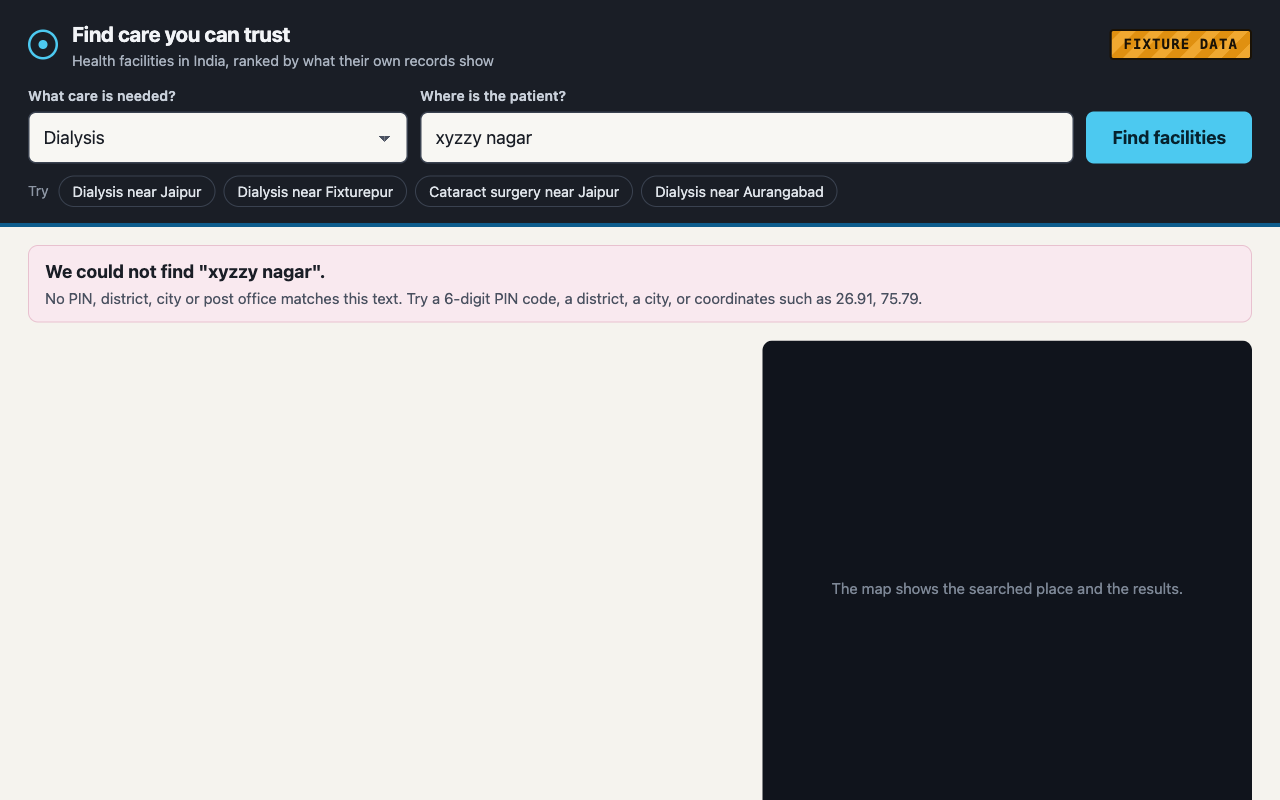 Find care you can trust
Health facilities in India, ranked by what their own records show
FIXTURE DATA
What care is needed?
Where is the patient?
Dialysis
xyzzy nagar
Find facilities
Try
Dialysis near Jaipur
Dialysis near Fixturepur
Cataract surgery near Jaipur
Dialysis near Aurangabad
We could not find "xyzzy nagar".
No PIN, district, city or post office matches this text. Try a 6-digit PIN code, a district, a city, or coordinates such as 26.91, 75.79.
The map shows the searched place and the results.